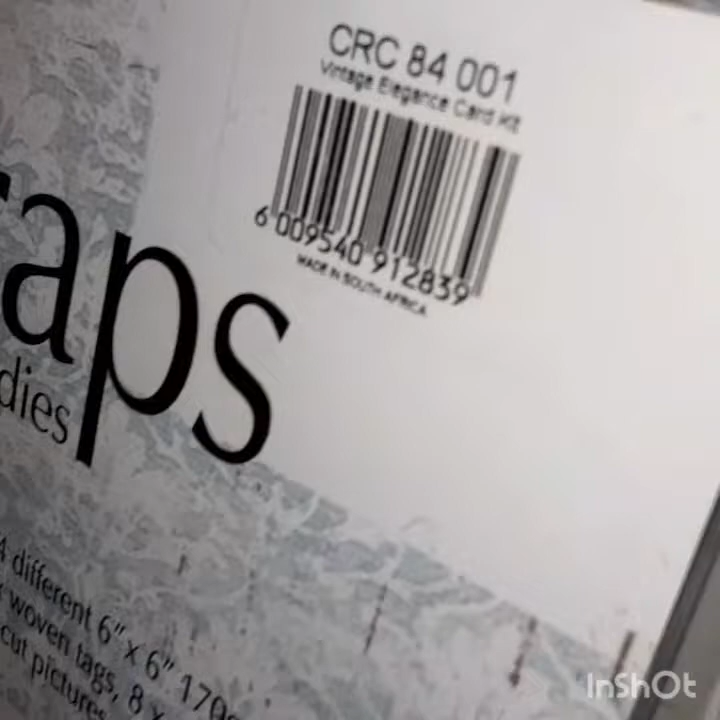 CRC 84 001
Vintage Elegance Card Kit
6 009540 912839
MADE IN SOUTH AFRICA
aps
dies
4 different 6" x 6" 170g
woven tags, 8 x
cut pictures
InShOt